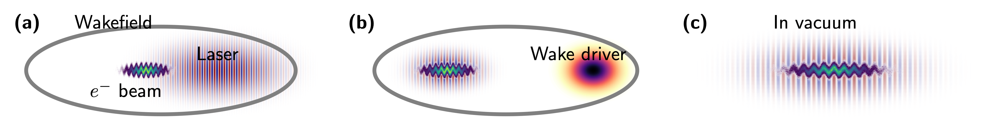 (a)
Wakefield
Laser
e⁻ beam
(b)
Wake driver
(c)
In vacuum